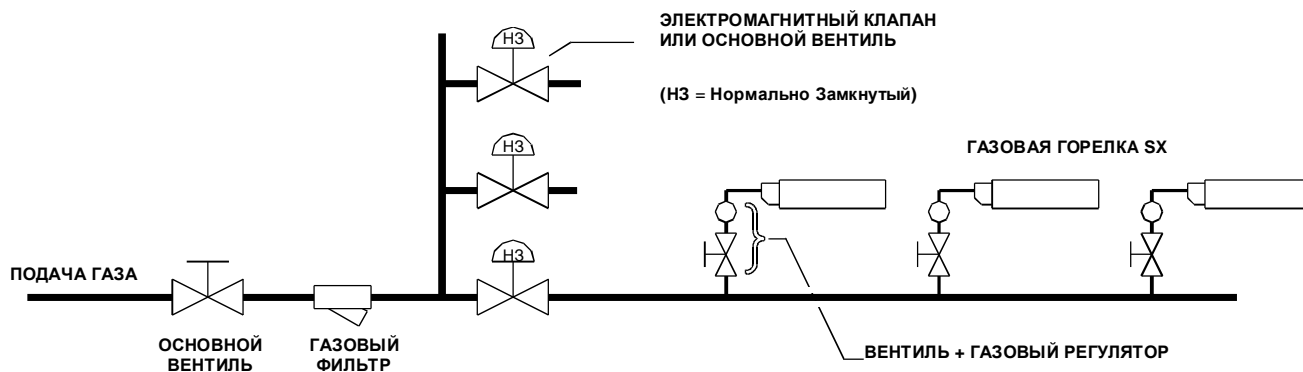 НЗ
ЭЛЕКТРОМАГНИТНЫЙ КЛАПАН
ИЛИ ОСНОВНОЙ ВЕНТИЛЬ
(НЗ = Нормально Замкнутый)
НЗ
ГАЗОВАЯ ГОРЕЛКА SX
НЗ
ПОДАЧА ГАЗА
ОСНОВНОЙ
ВЕНТИЛЬ
ГАЗОВЫЙ
ФИЛЬТР
ВЕНТИЛЬ + ГАЗОВЫЙ РЕГУЛЯТОР